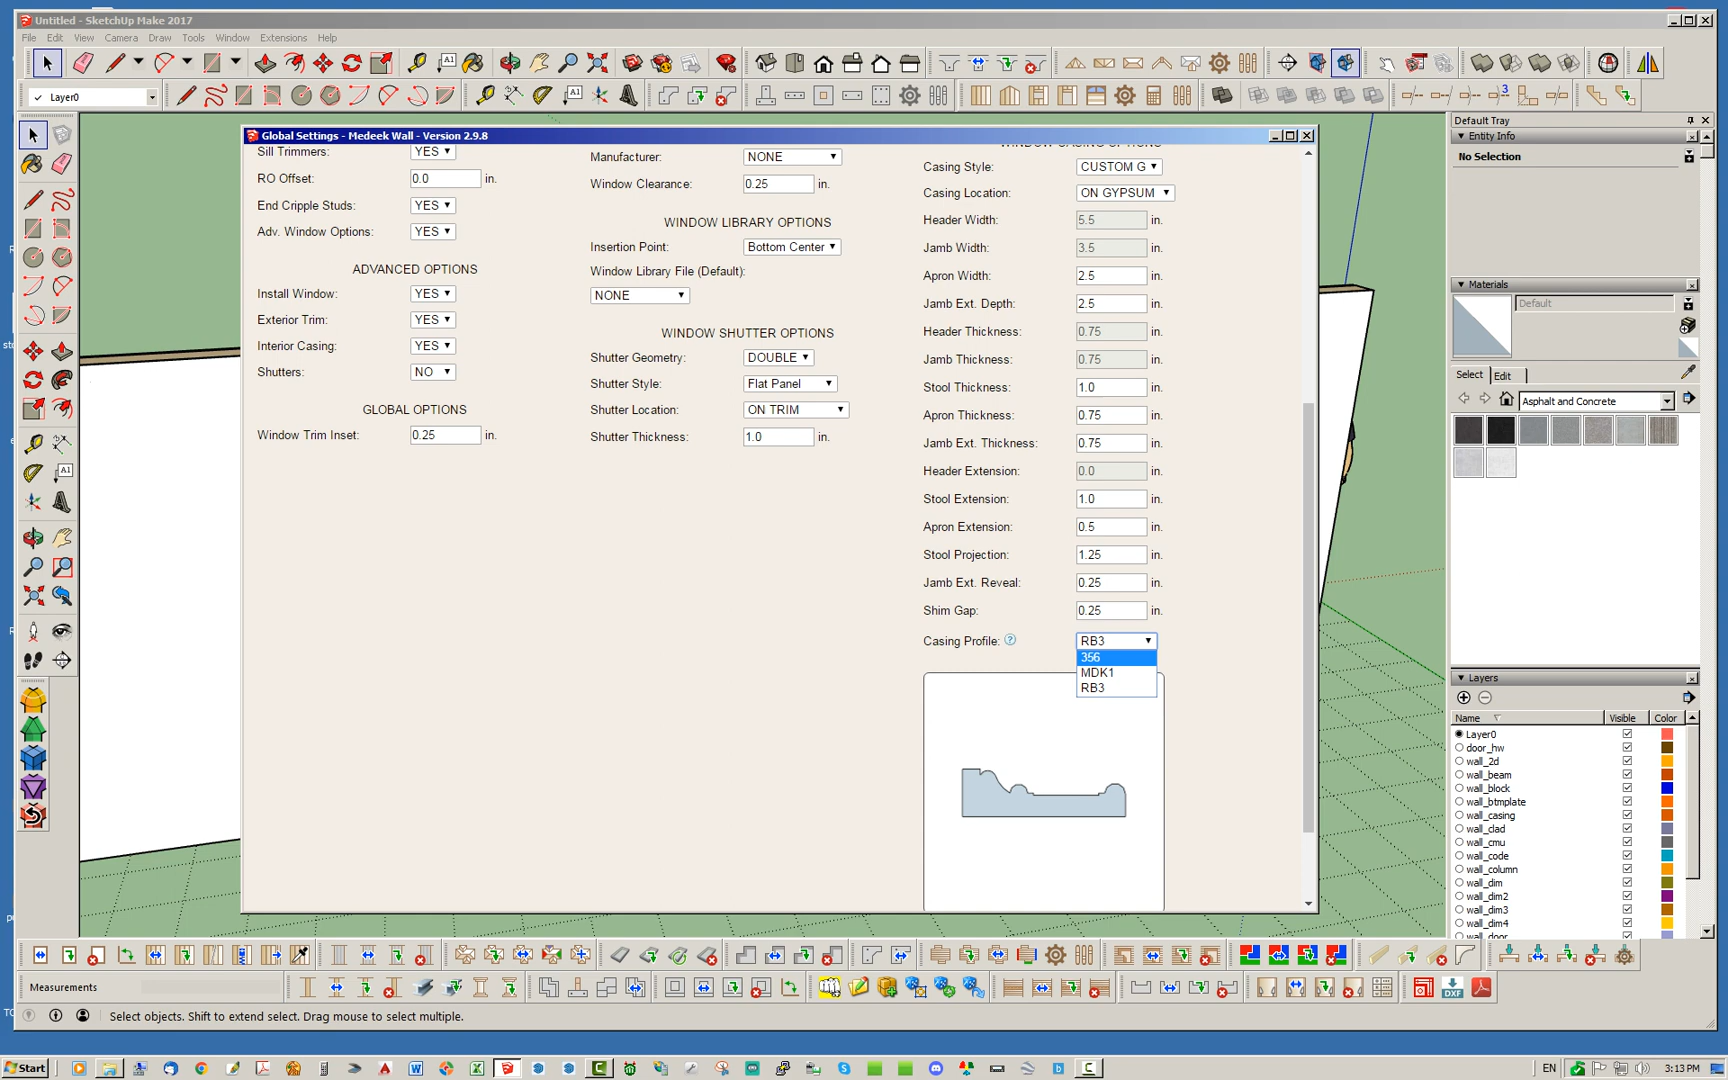 Untitled - SketchUp Make 2017
File Edit View Camera Draw Tools Window Extensions Help
Layer0
Global Settings - Medeek Wall - Version 2.9.8
Sill Trimmers: YES
RO Offset: 0.0 in.
End Cripple Studs: YES
Adv. Window Options: YES
ADVANCED OPTIONS
Install Window: YES
Exterior Trim: YES
Interior Casing: YES
Shutters: NO
GLOBAL OPTIONS
Window Trim Inset: 0.25 in.
Manufacturer: NONE
Window Clearance: 0.25 in.
WINDOW LIBRARY OPTIONS
Insertion Point: Bottom Center
Window Library File (Default):
NONE
WINDOW SHUTTER OPTIONS
Shutter Geometry: DOUBLE
Shutter Style: Flat Panel
Shutter Location: ON TRIM
Shutter Thickness: 1.0 in.
WINDOW CASING OPTIONS
Casing Style: CUSTOM G
Casing Location: ON GYPSUM
Header Width: 5.5 in.
Jamb Width: 3.5 in.
Apron Width: 2.5 in.
Jamb Ext. Depth: 2.5 in.
Header Thickness: 0.75 in.
Jamb Thickness: 0.75 in.
Stool Thickness: 1.0 in.
Apron Thickness: 0.75 in.
Jamb Ext. Thickness: 0.75 in.
Header Extension: 0.0 in.
Stool Extension: 1.0 in.
Apron Extension: 0.5 in.
Stool Projection: 1.25 in.
Jamb Ext. Reveal: 0.25 in.
Shim Gap: 0.25 in.
Casing Profile: ? RB3
356
MDK1
RB3
Default Tray
Entity Info
No Selection
Materials
Default
Select Edit
Asphalt and Concrete
Layers
Name Visible Color
Layer0
door_hw
wall_2d
wall_beam
wall_block
wall_btmplate
wall_casing
wall_clad
wall_cmu
wall_code
wall_column
wall_dim
wall_dim2
wall_dim3
wall_dim4
wall_door
Measurements
DXF
Select objects. Shift to extend select. Drag mouse to select multiple.
Start
EN
3:13 PM